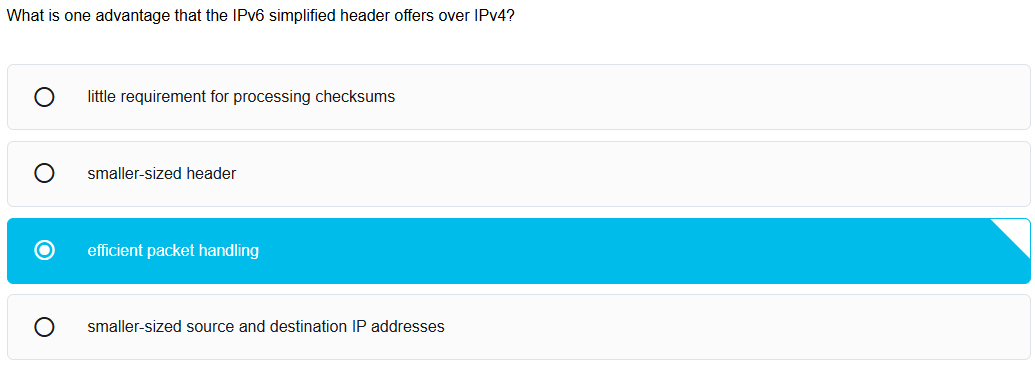 What is one advantage that the IPv6 simplified header offers over IPv4?
little requirement for processing checksums
smaller-sized header
efficient packet handling
smaller-sized source and destination IP addresses